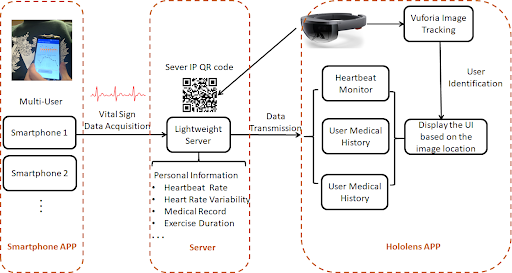 Multi-User
Smartphone 1
Smartphone 2
Smartphone APP
Vital Sign
Data Acquisition
Sever IP QR code
Lightweight
Server
Personal Information
• Heartbeat Rate
• Heart Rate Variability
• Medical Record
• Exercise Duration
...
Server
Data
Transmission
Vuforia Image
Tracking
User
Identification
Heartbeat
Monitor
User Medical
History
User Medical
History
Display the UI
based on the
image location
Hololens APP